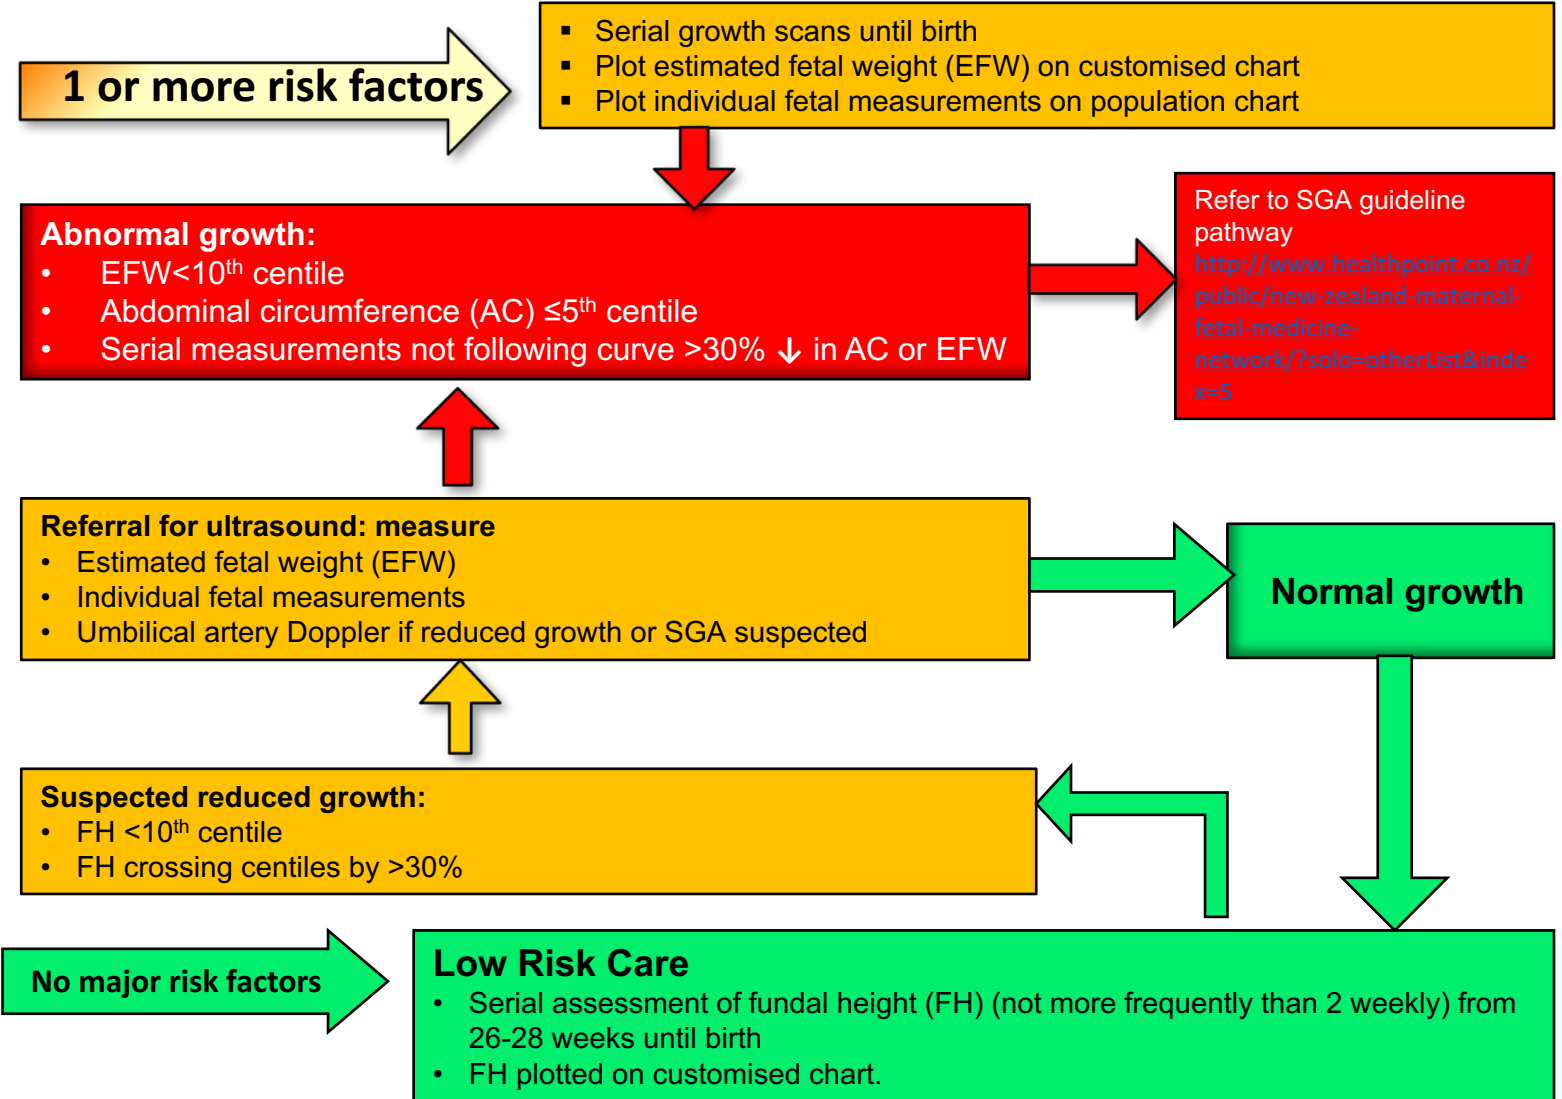 1 or more risk factors
▪ Serial growth scans until birth
▪ Plot estimated fetal weight (EFW) on customised chart
▪ Plot individual fetal measurements on population chart
Abnormal growth:
• EFW<10th centile
• Abdominal circumference (AC) ≤5th centile
• Serial measurements not following curve >30% ↓ in AC or EFW
Refer to SGA guideline
pathway
http://www.healthpoint.co.nz/
public/new-zealand-maternal-
fetal-medicine-
network/?solo=otherList&inde
x=5
Referral for ultrasound: measure
• Estimated fetal weight (EFW)
• Individual fetal measurements
• Umbilical artery Doppler if reduced growth or SGA suspected
Normal growth
Suspected reduced growth:
• FH <10th centile
• FH crossing centiles by >30%
No major risk factors
Low Risk Care
• Serial assessment of fundal height (FH) (not more frequently than 2 weekly) from
26-28 weeks until birth
• FH plotted on customised chart.